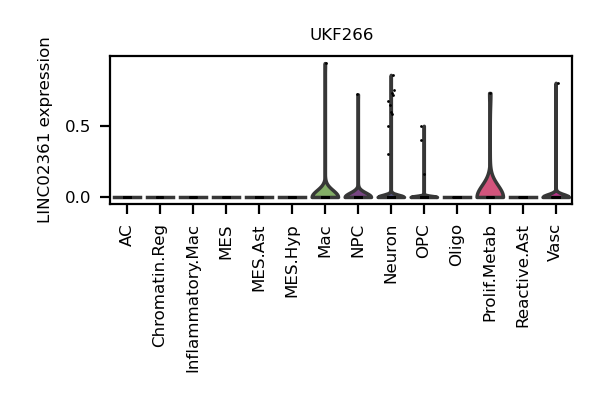 UKF266
LINC02361 expression
0.5
0.0
AC
Chromatin.Reg
Inflammatory.Mac
MES
MES.Ast
MES.Hyp
Mac
NPC
Neuron
OPC
Oligo
Prolif.Metab
Reactive.Ast
Vasc